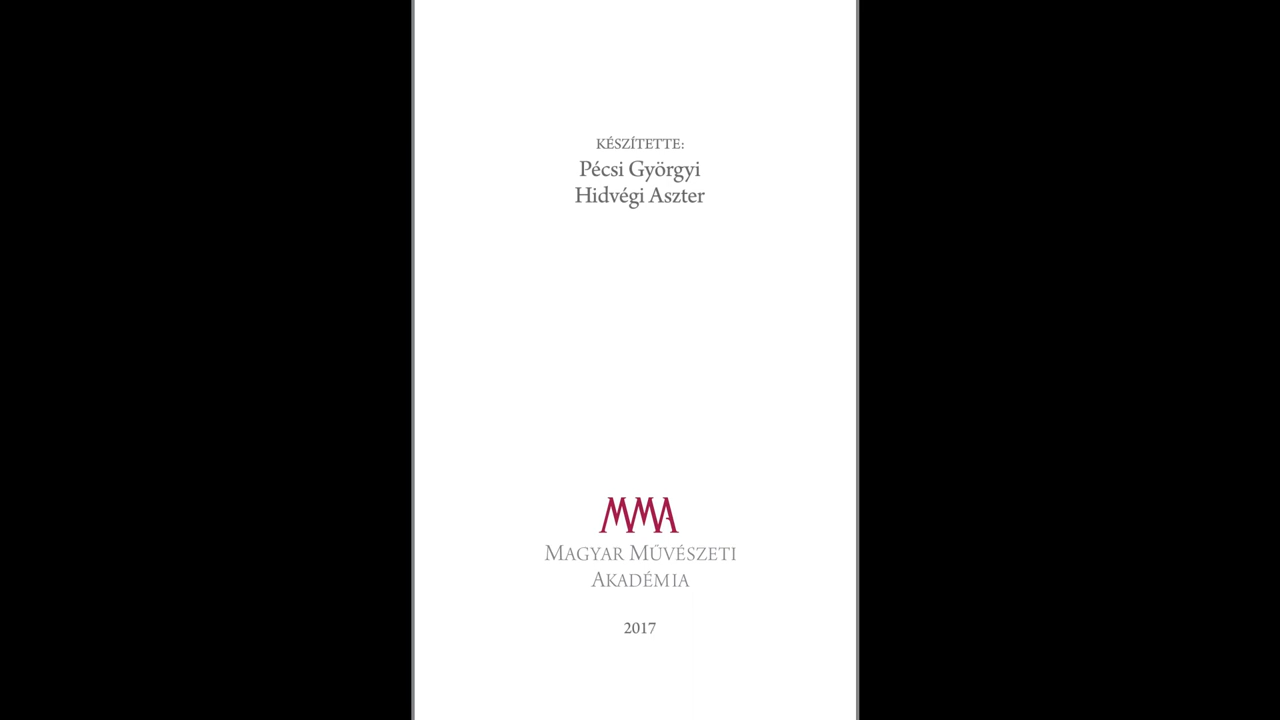 KÉSZÍTETTE:
Pécsi Györgyi
Hidvégi Aszter
MMA
MAGYAR MŰVÉSZETI
AKADÉMIA
2017